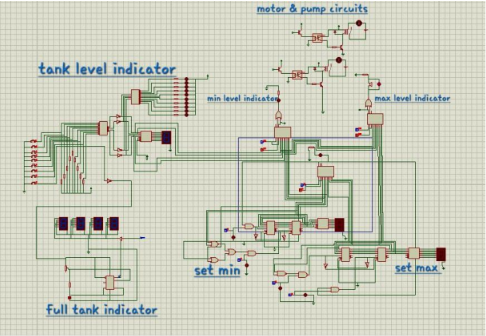 motor & pump circuits
tank level indicator
min level indicator
max level indicator
set min
set max
full tank indicator